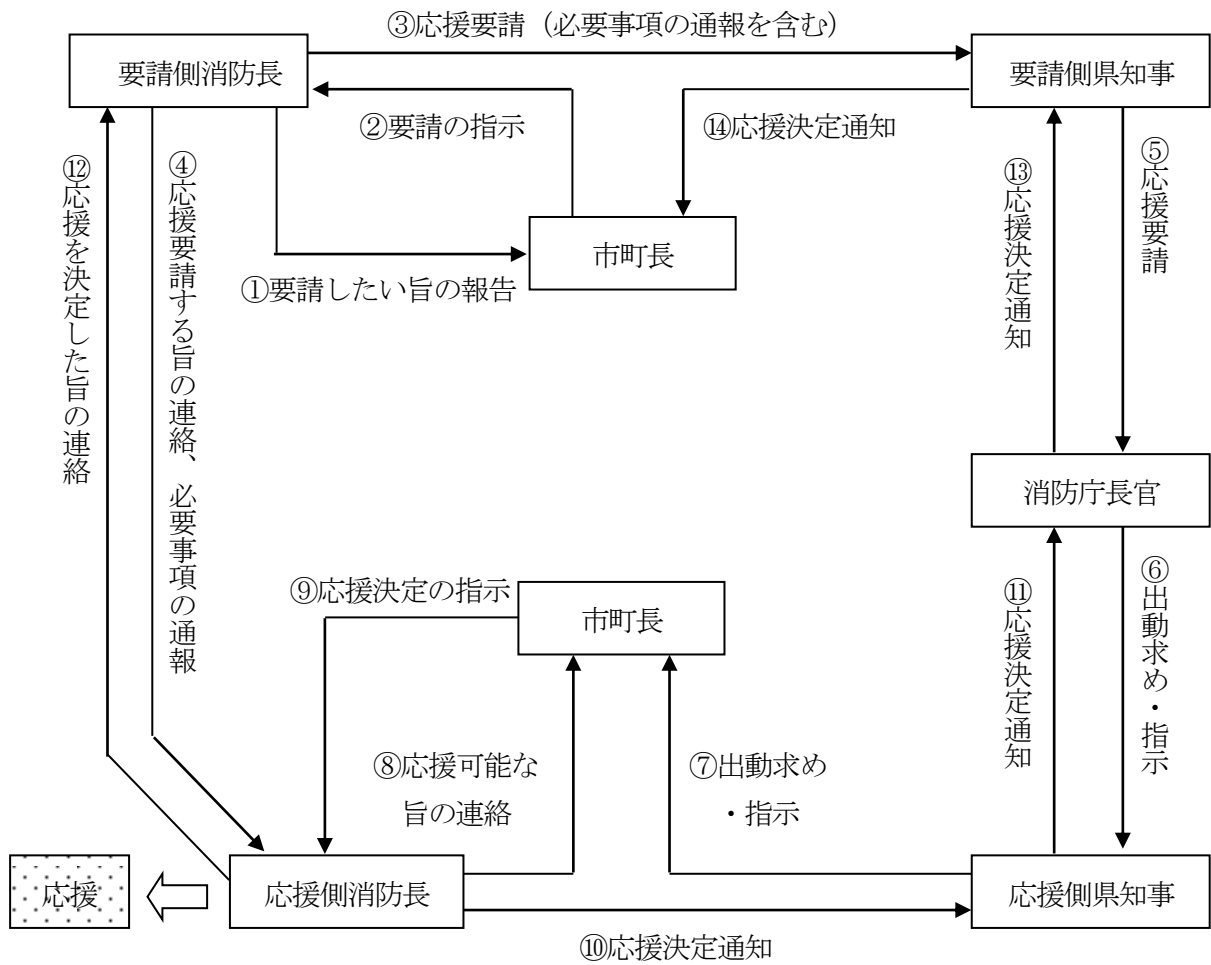 ③応援要請（必要事項の通報を含む）
要請側消防長
要請側県知事
②要請の指示
⑭応援決定通知
⑫応援を決定した旨の連絡
④応援要請する旨の連絡、必要事項の通報
⑬応援決定通知
⑤応援要請
市町長
①要請したい旨の報告
消防庁長官
⑨応援決定の指示
市町長
⑪応援決定通知
⑥出動求め・指示
⑧応援可能な
旨の連絡
⑦出動求め
・指示
応援
応援側消防長
応援側県知事
⑩応援決定通知